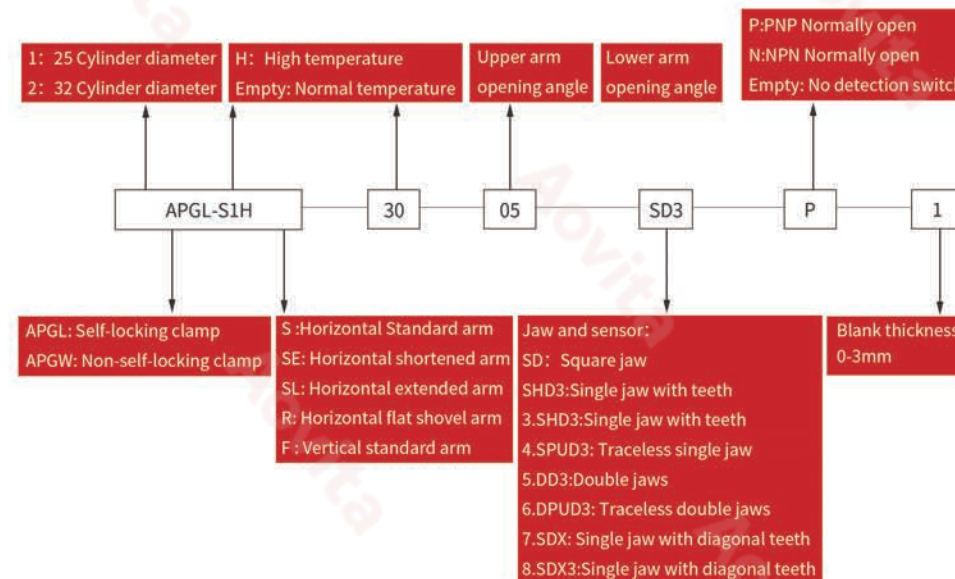 P:PNP Normally open
N:NPN Normally open
Empty: No detection switch
1: 25 Cylinder diameter
2: 32 Cylinder diameter
H: High temperature
Empty: Normal temperature
Upper arm
opening angle
Lower arm
opening angle
APGL-S1H
30
05
SD3
P
1
APGL: Self-locking clamp
APGW: Non-self-locking clamp
S :Horizontal Standard arm
SE: Horizontal shortened arm
SL: Horizontal extended arm
R: Horizontal flat shovel arm
F : Vertical standard arm
Jaw and sensor:
SD: Square jaw
SHD3:Single jaw with teeth
3.SHD3:Single jaw with teeth
4.SPUD3: Traceless single jaw
5.DD3:Double jaws
6.DPUD3: Traceless double jaws
7.SDX: Single jaw with diagonal teeth
8.SDX3:Single jaw with diagonal teeth
Blank thickness
0-3mm
Aovita
Aovita
Aovita
Aovita
Aovita